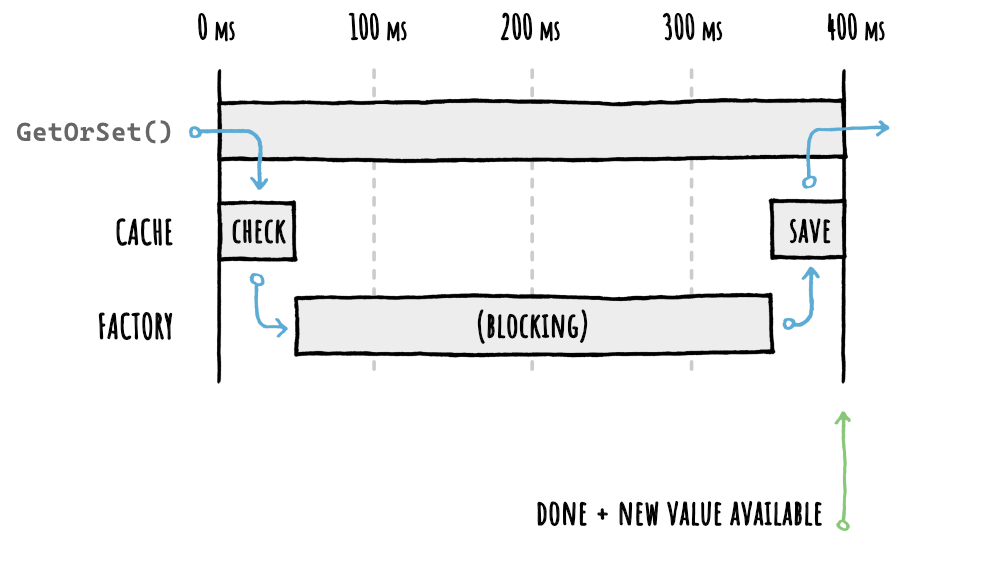 0 MS 100 MS 200 MS 300 MS 400 MS
GetOrSet()
CACHE CHECK SAVE
FACTORY (BLOCKING)
DONE + NEW VALUE AVAILABLE